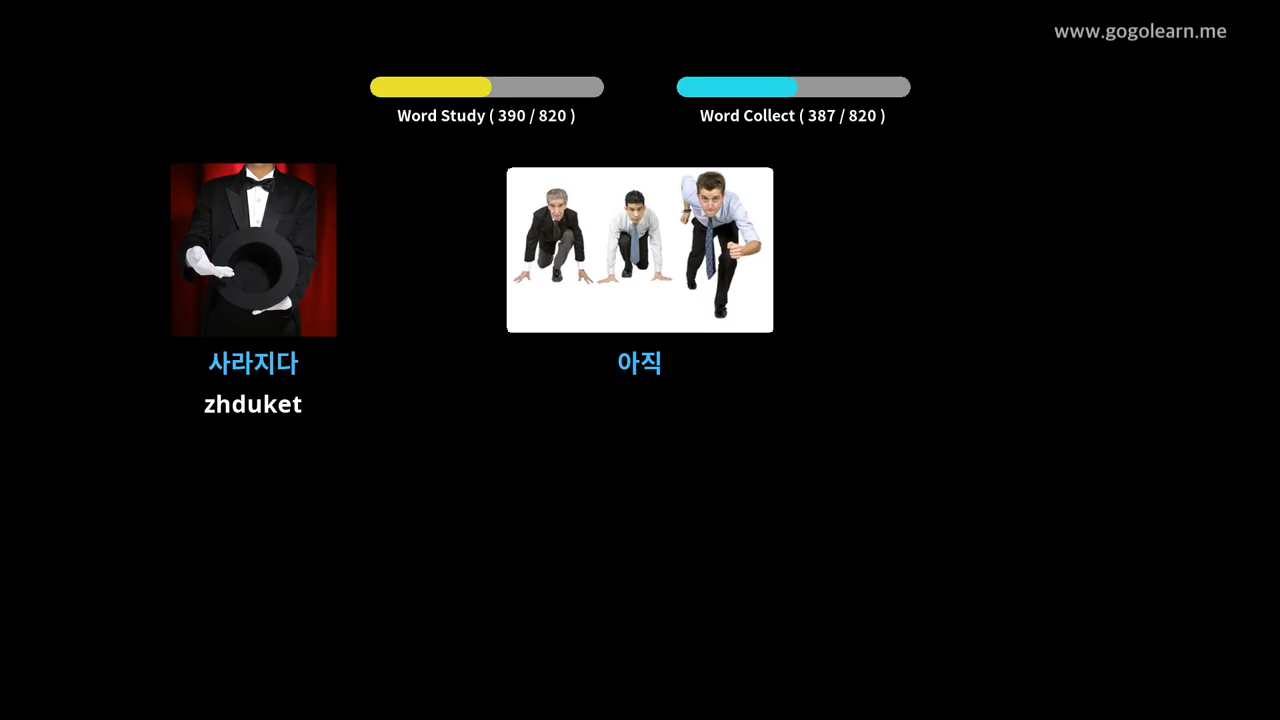 www.gogolearn.me
Word Study ( 390 / 820 )
Word Collect ( 387 / 820 )
사라지다
zhduket
아직